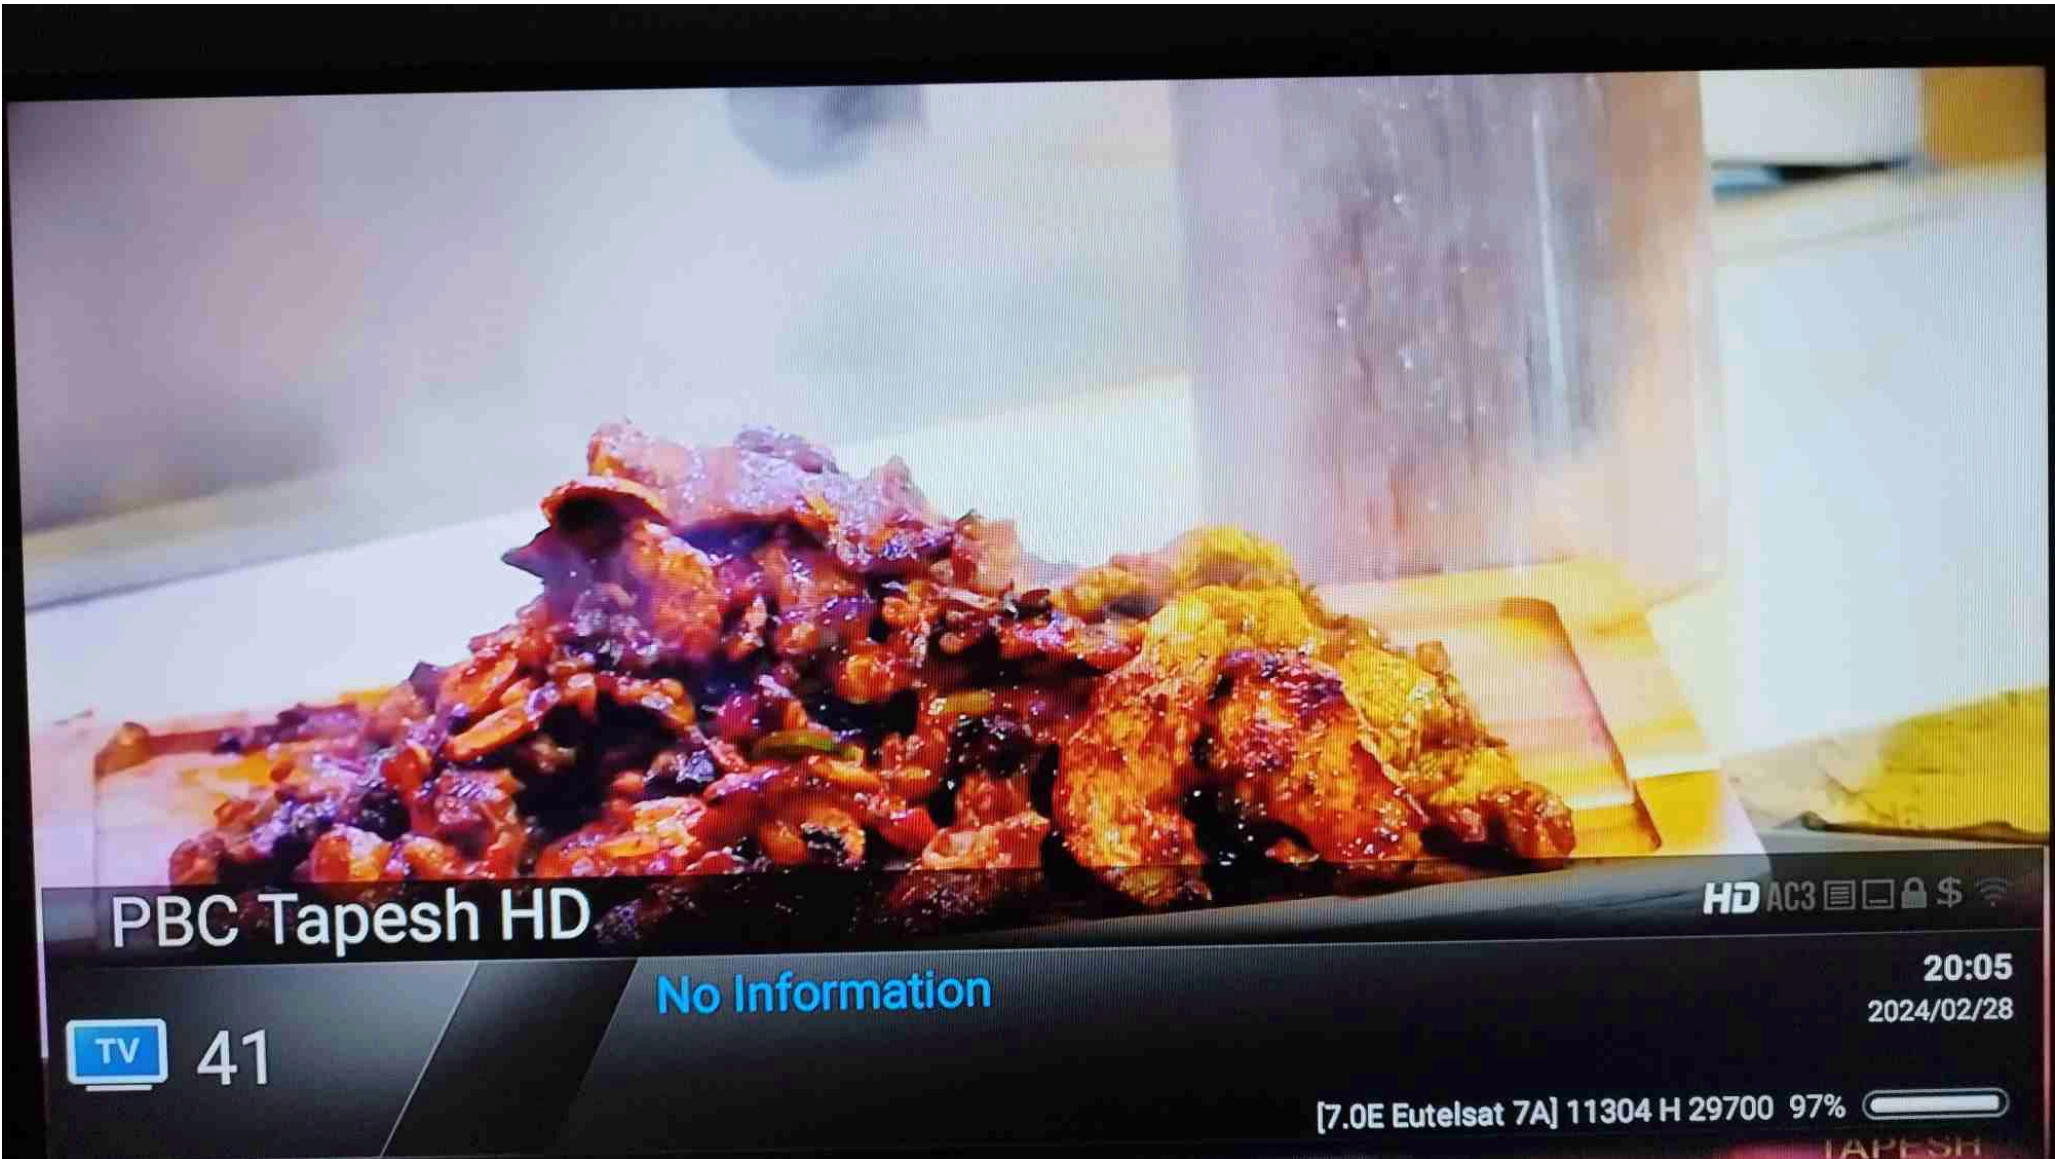 PBC Tapesh HD
HD AC3 $
No Information
20:05
2024/02/28
TV 41
[7.0E Eutelsat 7A] 11304 H 29700 97%
TAPESH